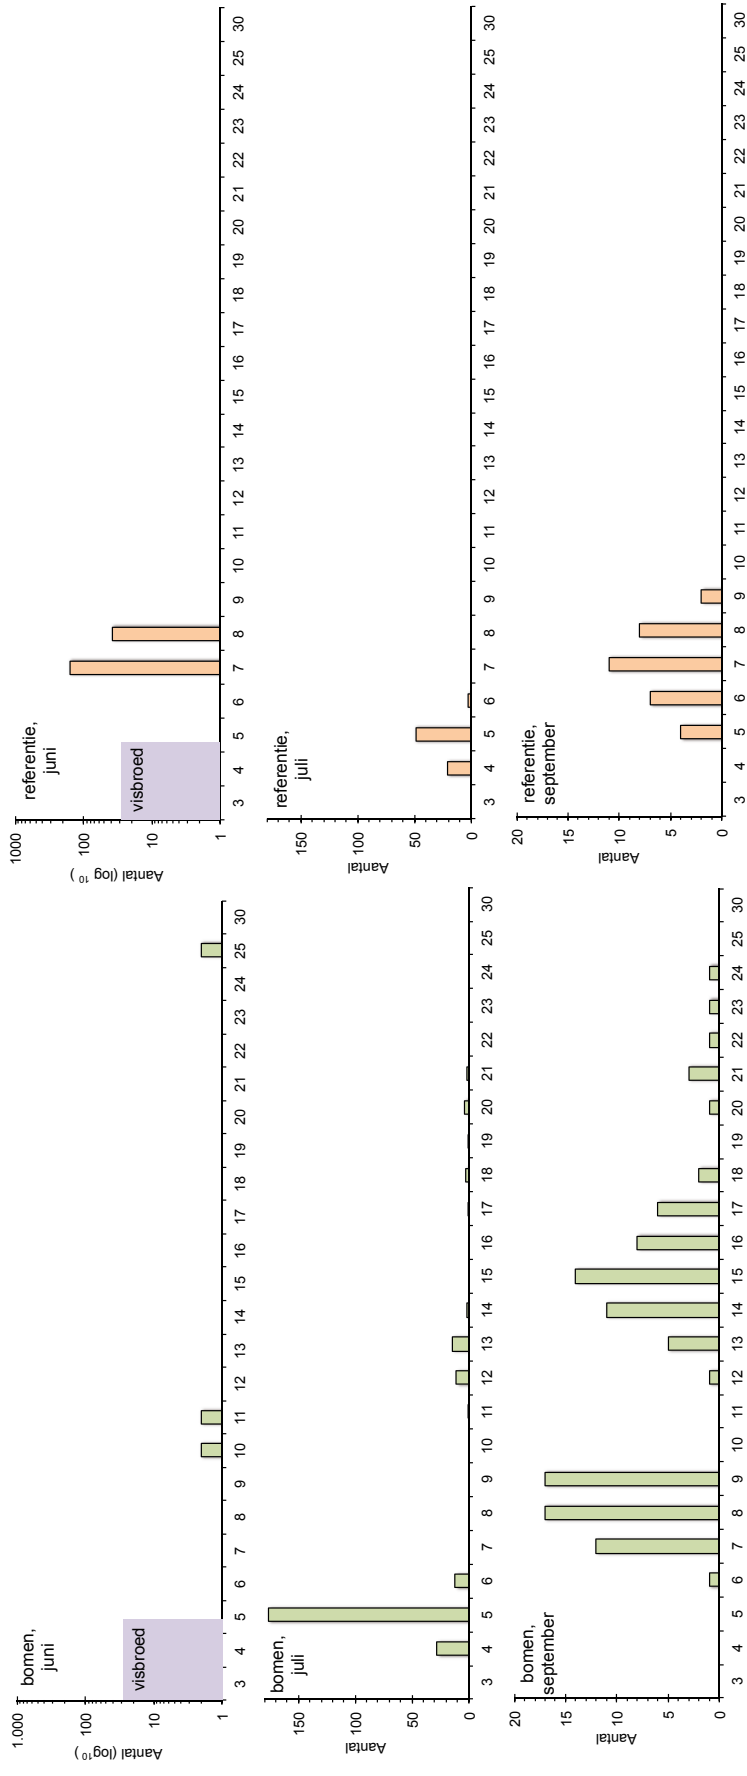 bomen,
juni
Aantal (log¹⁰)
1.000
100
10
1
visbroed
3 4 5 6 7 8 9 10 11 12 13 14 15 16 17 18 19 20 21 22 24 25 30
referentie,
juni
Aantal (log ¹⁰)
1000
100
10
1
visbroed
3 4 5 6 7 8 9 10 11 12 13 14 15 16 17 18 19 20 21 22 23 24 25 30
bomen,
juli
Aantal
150
100
50
0
3 4 5 6 7 8 9 10 11 12 13 14 15 16 17 18 19 20 21 22 23 24 25 30
referentie,
juli
Aantal
150
100
50
0
3 4 5 6 7 8 9 10 11 12 13 14 15 16 17 18 19 20 21 22 23 24 25 30
bomen,
september
Aantal
20
15
10
5
0
3 4 5 6 7 8 9 10 11 12 13 14 15 16 17 18 19 20 21 22 23 24 25 30
referentie,
september
Aantal
20
15
10
5
0
3 4 5 6 7 8 9 10 11 12 13 14 15 16 17 18 19 20 21 22 23 24 25 30